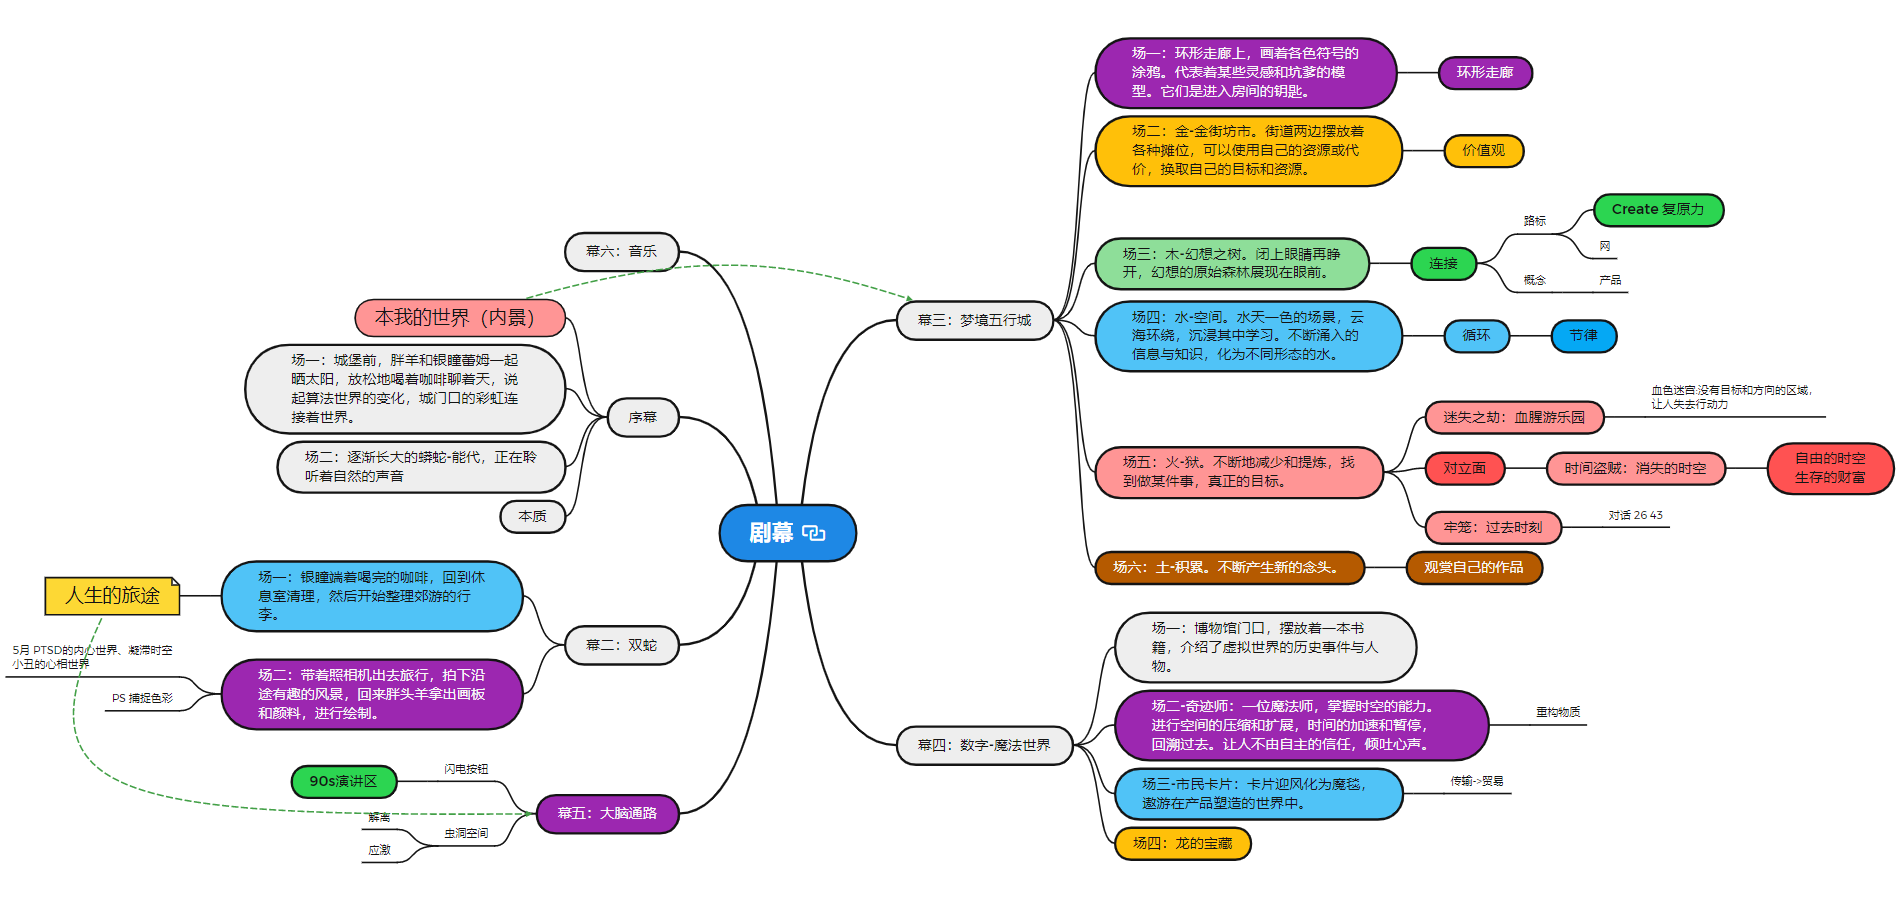 剧幕
幕六：音乐
本我的世界（内景）
场一：城堡前，胖羊和银瞳蕾姆一起
晒太阳，放松地喝着咖啡聊着天，说
起算法世界的变化，城门口的彩虹连
接着世界。
场二：逐渐长大的蟒蛇-能代，正在聆
听着自然的声音
本质
序幕
人生的旅途
场一：银瞳端着喝完的咖啡，回到休
息室清理，然后开始整理郊游的行
李。
5月 PTSD的内心世界、凝滞时空
小丑的心相世界
PS 捕捉色彩
场二：带着照相机出去旅行，拍下沿
途有趣的风景，回来胖头羊拿出画板
和颜料，进行绘制。
幕二：双蛇
90s演讲区
闪电按钮
解离
应激
虫洞空间
幕五：大脑通路
幕三：梦境五行城
场一：环形走廊上，画着各色符号的
涂鸦。代表着某些灵感和坑爹的模
型。它们是进入房间的钥匙。
环形走廊
场二：金-金街坊市。街道两边摆放着
各种摊位，可以使用自己的资源或代
价，换取自己的目标和资源。
价值观
场三：木-幻想之树。闭上眼睛再睁
开，幻想的原始森林展现在眼前。
连接
路标
Create 复原力
网
概念
产品
场四：水-空间。水天一色的场景，云
海环绕，沉浸其中学习。不断涌入的
信息与知识，化为不同形态的水。
循环
节律
场五：火-狱。不断地减少和提炼，找
到做某件事，真正的目标。
迷失之劫：血腥游乐园
血色迷宫:没有目标和方向的区域，
让人失去行动力
对立面
时间盗贼：消失的时空
自由的时空
生存的财富
牢笼：过去时刻
对话 26 43
场六：土-积累。不断产生新的念头。
观赏自己的作品
幕四：数字-魔法世界
场一：博物馆门口，摆放着一本书
籍，介绍了虚拟世界的历史事件与人
物。
场二-奇迹师：一位魔法师，掌握时空的能力。
进行空间的压缩和扩展，时间的加速和暂停，
回溯过去。让人不由自主的信任，倾吐心声。
重构物质
场三-市民卡片：卡片迎风化为魔毯，
遨游在产品塑造的世界中。
传输->贸易
场四：龙的宝藏